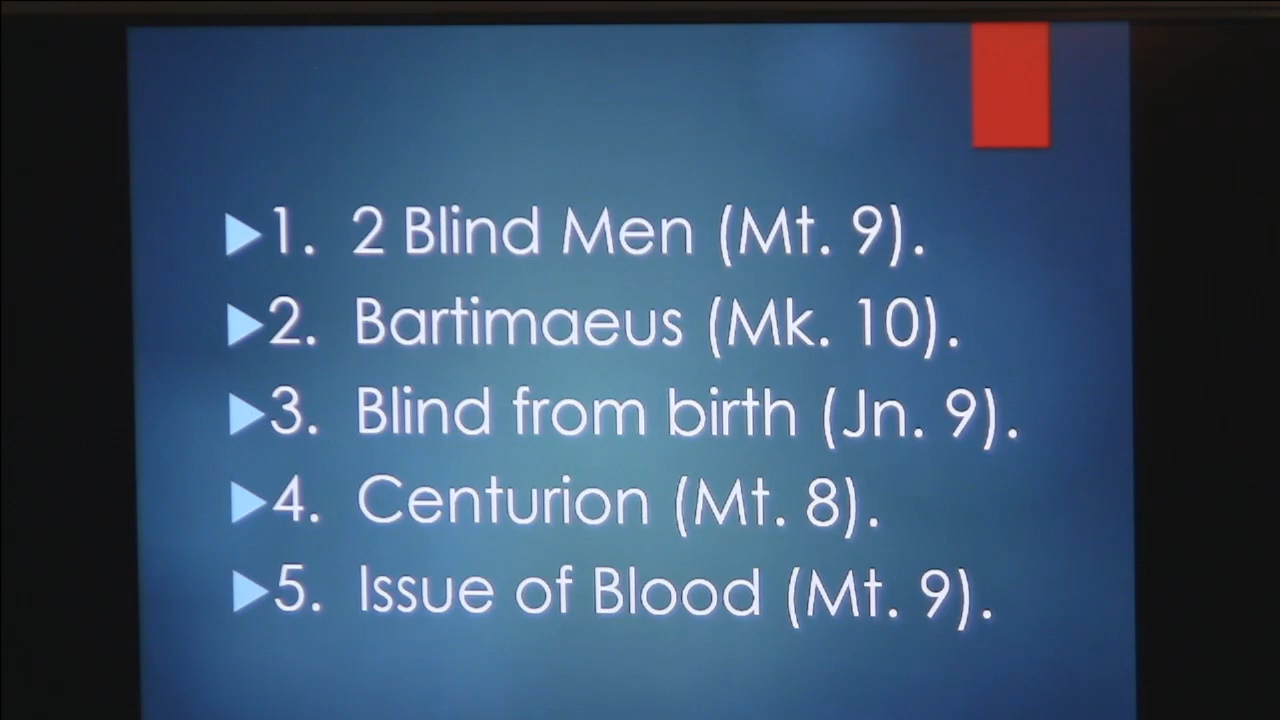 1. 2 Blind Men (Mt. 9).
2. Bartimaeus (Mk. 10).
3. Blind from birth (Jn. 9).
4. Centurion (Mt. 8).
5. Issue of Blood (Mt. 9).